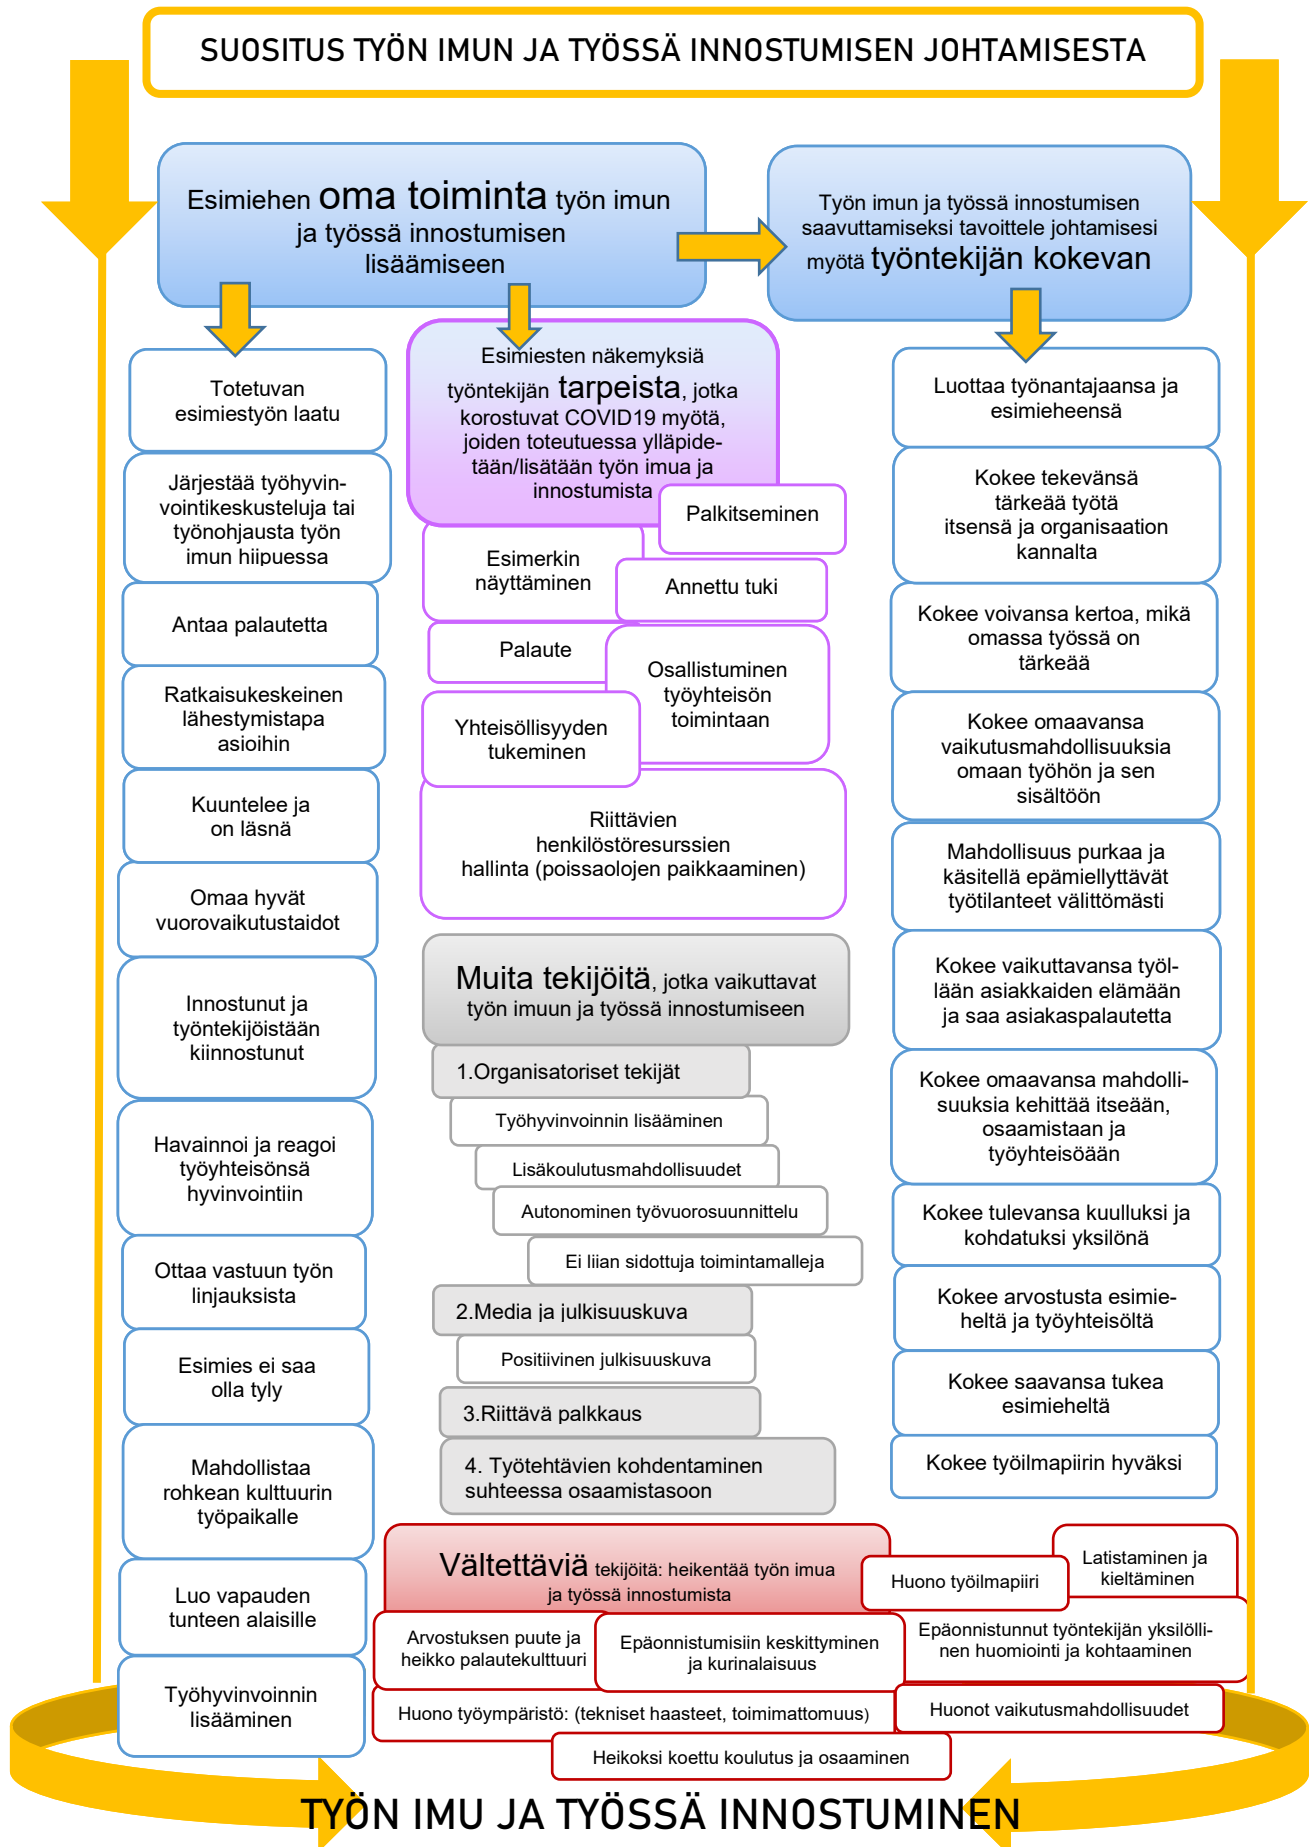 SUOSITUS TYÖN IMUN JA TYÖSSÄ INNOSTUMISEN JOHTAMISESTA
Esimiehen oma toiminta työn imun
ja työssä innostumisen
lisäämiseen
Työn imun ja työssä innostumisen
saavuttamiseksi tavoittele johtamisesi
myötä työntekijän kokevan
Totetuvan
esimiestyön laatu
Järjestää työhyvin-
vointikeskusteluja tai
työnohjausta työn
imun hiipuessa
Antaa palautetta
Ratkaisukeskeinen
lähestymistapa
asioihin
Kuuntelee ja
on läsnä
Omaa hyvät
vuorovaikutustaidot
Innostunut ja
työntekijöistään
kiinnostunut
Havainnoi ja reagoi
työyhteisönsä
hyvinvointiin
Ottaa vastuun työn
linjauksista
Esimies ei saa
olla tyly
Mahdollistaa
rohkean kulttuurin
työpaikalle
Luo vapauden
tunteen alaisille
Työhyvinvoinnin
lisääminen
Esimiesten näkemyksiä
työntekijän tarpeista, jotka
korostuvat COVID19 myötä,
joiden toteutuessa ylläpide-
tään/lisätään työn imua ja
innostumista
Palkitseminen
Esimerkin
näyttäminen
Annettu tuki
Palaute
Osallistuminen
työyhteisön
toimintaan
Yhteisöllisyyden
tukeminen
Riittävien
henkilöstöresurssien
hallinta (poissaolojen paikkaaminen)
Muita tekijöitä, jotka vaikuttavat
työn imuun ja työssä innostumiseen
1.Organisatoriset tekijät
Työhyvinvoinnin lisääminen
Lisäkoulutusmahdollisuudet
Autonominen työvuorosuunnittelu
Ei liian sidottuja toimintamalleja
2.Media ja julkisuuskuva
Positiivinen julkisuuskuva
3.Riittävä palkkaus
4. Työtehtävien kohdentaminen
suhteessa osaamistasoon
Luottaa työnantajaansa ja
esimieheensä
Kokee tekevänsä
tärkeää työtä
itsensä ja organisaation
kannalta
Kokee voivansa kertoa, mikä
omassa työssä on
tärkeää
Kokee omaavansa
vaikutusmahdollisuuksia
omaan työhön ja sen
sisältöön
Mahdollisuus purkaa ja
käsitellä epämiellyttävät
työtilanteet välittömästi
Kokee vaikuttavansa työl-
lään asiakkaiden elämään
ja saa asiakaspalautetta
Kokee omaavansa mahdolli-
suuksia kehittää itseään,
osaamistaan ja
työyhteisöään
Kokee tulevansa kuulluksi ja
kohdatuksi yksilönä
Kokee arvostusta esimie-
heltä ja työyhteisöltä
Kokee saavansa tukea
esimieheltä
Kokee työilmapiirin hyväksi
Vältettäviä tekijöitä: heikentää työn imua
ja työssä innostumista
Huono työilmapiiri
Latistaminen ja
kieltäminen
Arvostuksen puute ja
heikko palautekulttuuri
Epäonnistumisiin keskittyminen
ja kurinalaisuus
Epäonnistunnut työntekijän yksilölli-
nen huomiointi ja kohtaaminen
Huono työympäristö: (tekniset haasteet, toimimattomuus)
Huonot vaikutusmahdollisuudet
Heikoksi koettu koulutus ja osaaminen
TYÖN IMU JA TYÖSSÄ INNOSTUMINEN